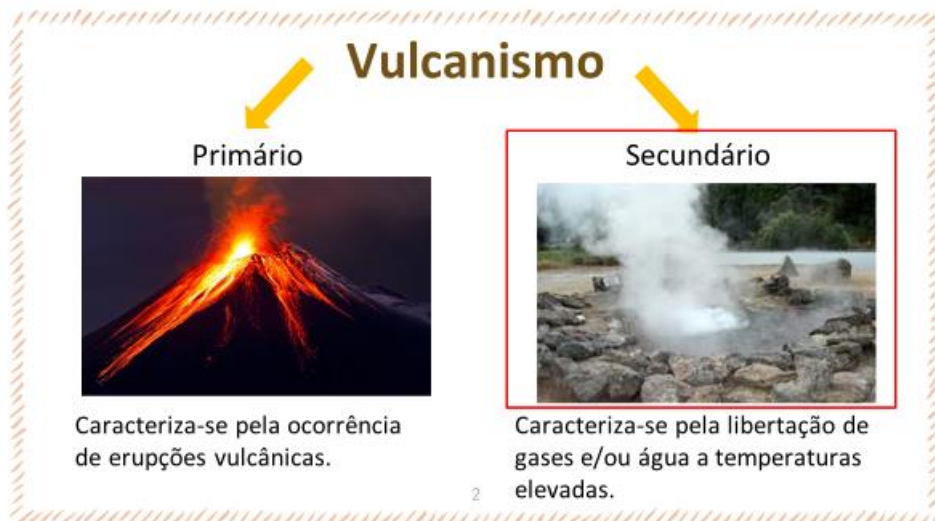 Vulcanismo
Primário
Secundário
Caracteriza-se pela ocorrência
de erupções vulcânicas.
Caracteriza-se pela libertação de
gases e/ou água a temperaturas
elevadas.
2